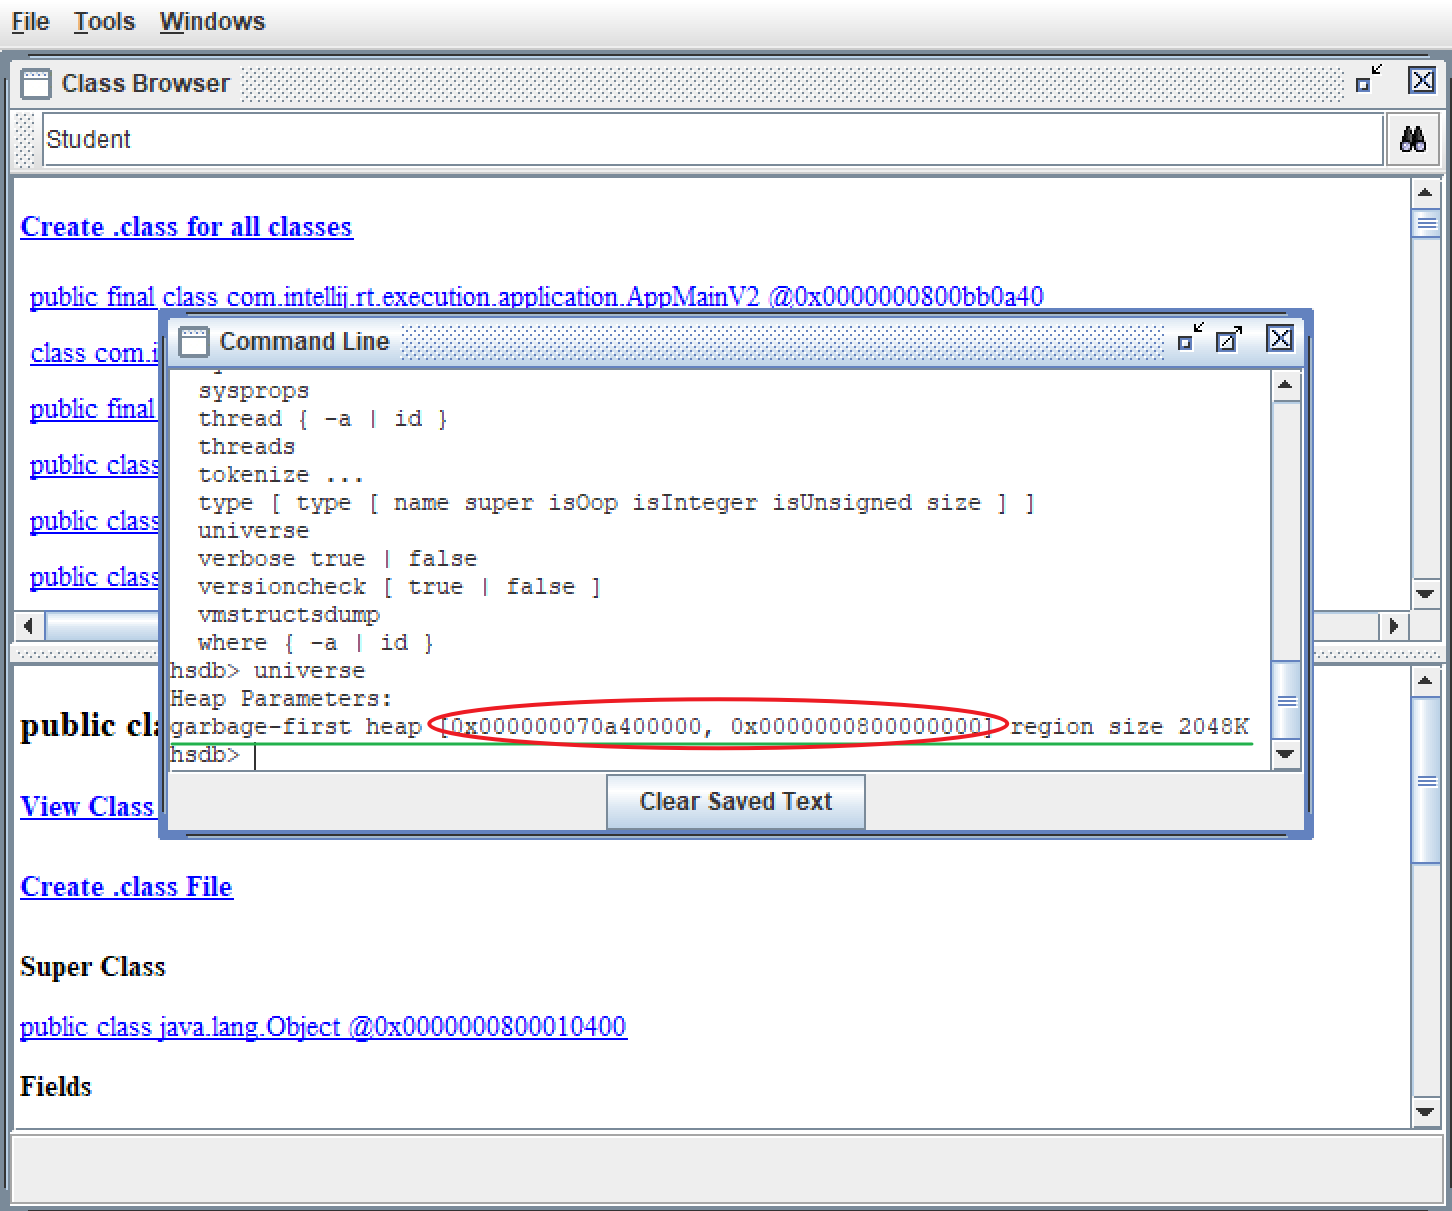 File Tools Windows
Class Browser
Student
Create .class for all classes
public final class com.intellij.rt.execution.application.AppMainV2 @0x0000000800bb0a40
class com.i
public final
public class
public class
public class
Command Line
sysprops
thread { -a | id }
threads
tokenize ...
type [ type [ name super isOop isInteger isUnsigned size ] ]
universe
verbose true | false
versioncheck [ true | false ]
vmstructsdump
where { -a | id }
hsdb> universe
Heap Parameters:
garbage-first heap [0x000000070a400000, 0x0000000800000000] region size 2048K
hsdb>
Clear Saved Text
public cla
View Class
Create .class File
Super Class
public class java.lang.Object @0x0000000800010400
Fields